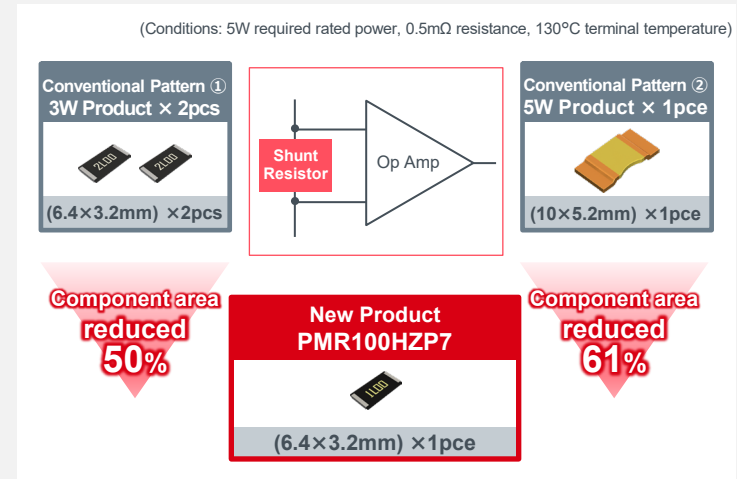 (Conditions: 5W required rated power, 0.5mΩ resistance, 130°C terminal temperature)
Conventional Pattern ①
3W Product × 2pcs
2L00
2L00
(6.4×3.2mm) ×2pcs
Shunt
Resistor
Op Amp
Conventional Pattern ②
5W Product × 1pce
(10×5.2mm) ×1pce
Component area
reduced
50%
New Product
PMR100HZP7
1L00
(6.4×3.2mm) ×1pce
Component area
reduced
61%